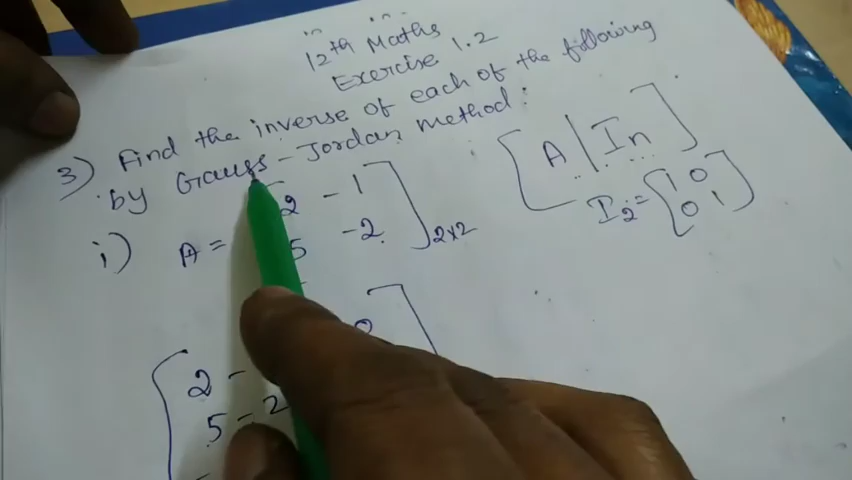 12th Maths
Exercise 1.2
3) Find the inverse of each of the following
by Gauss - Jordan method:
[A | In]
i) A = 2 -1
5 -2 2x2
I2 = [1 0
0 1]
0
2 -
5 - 2